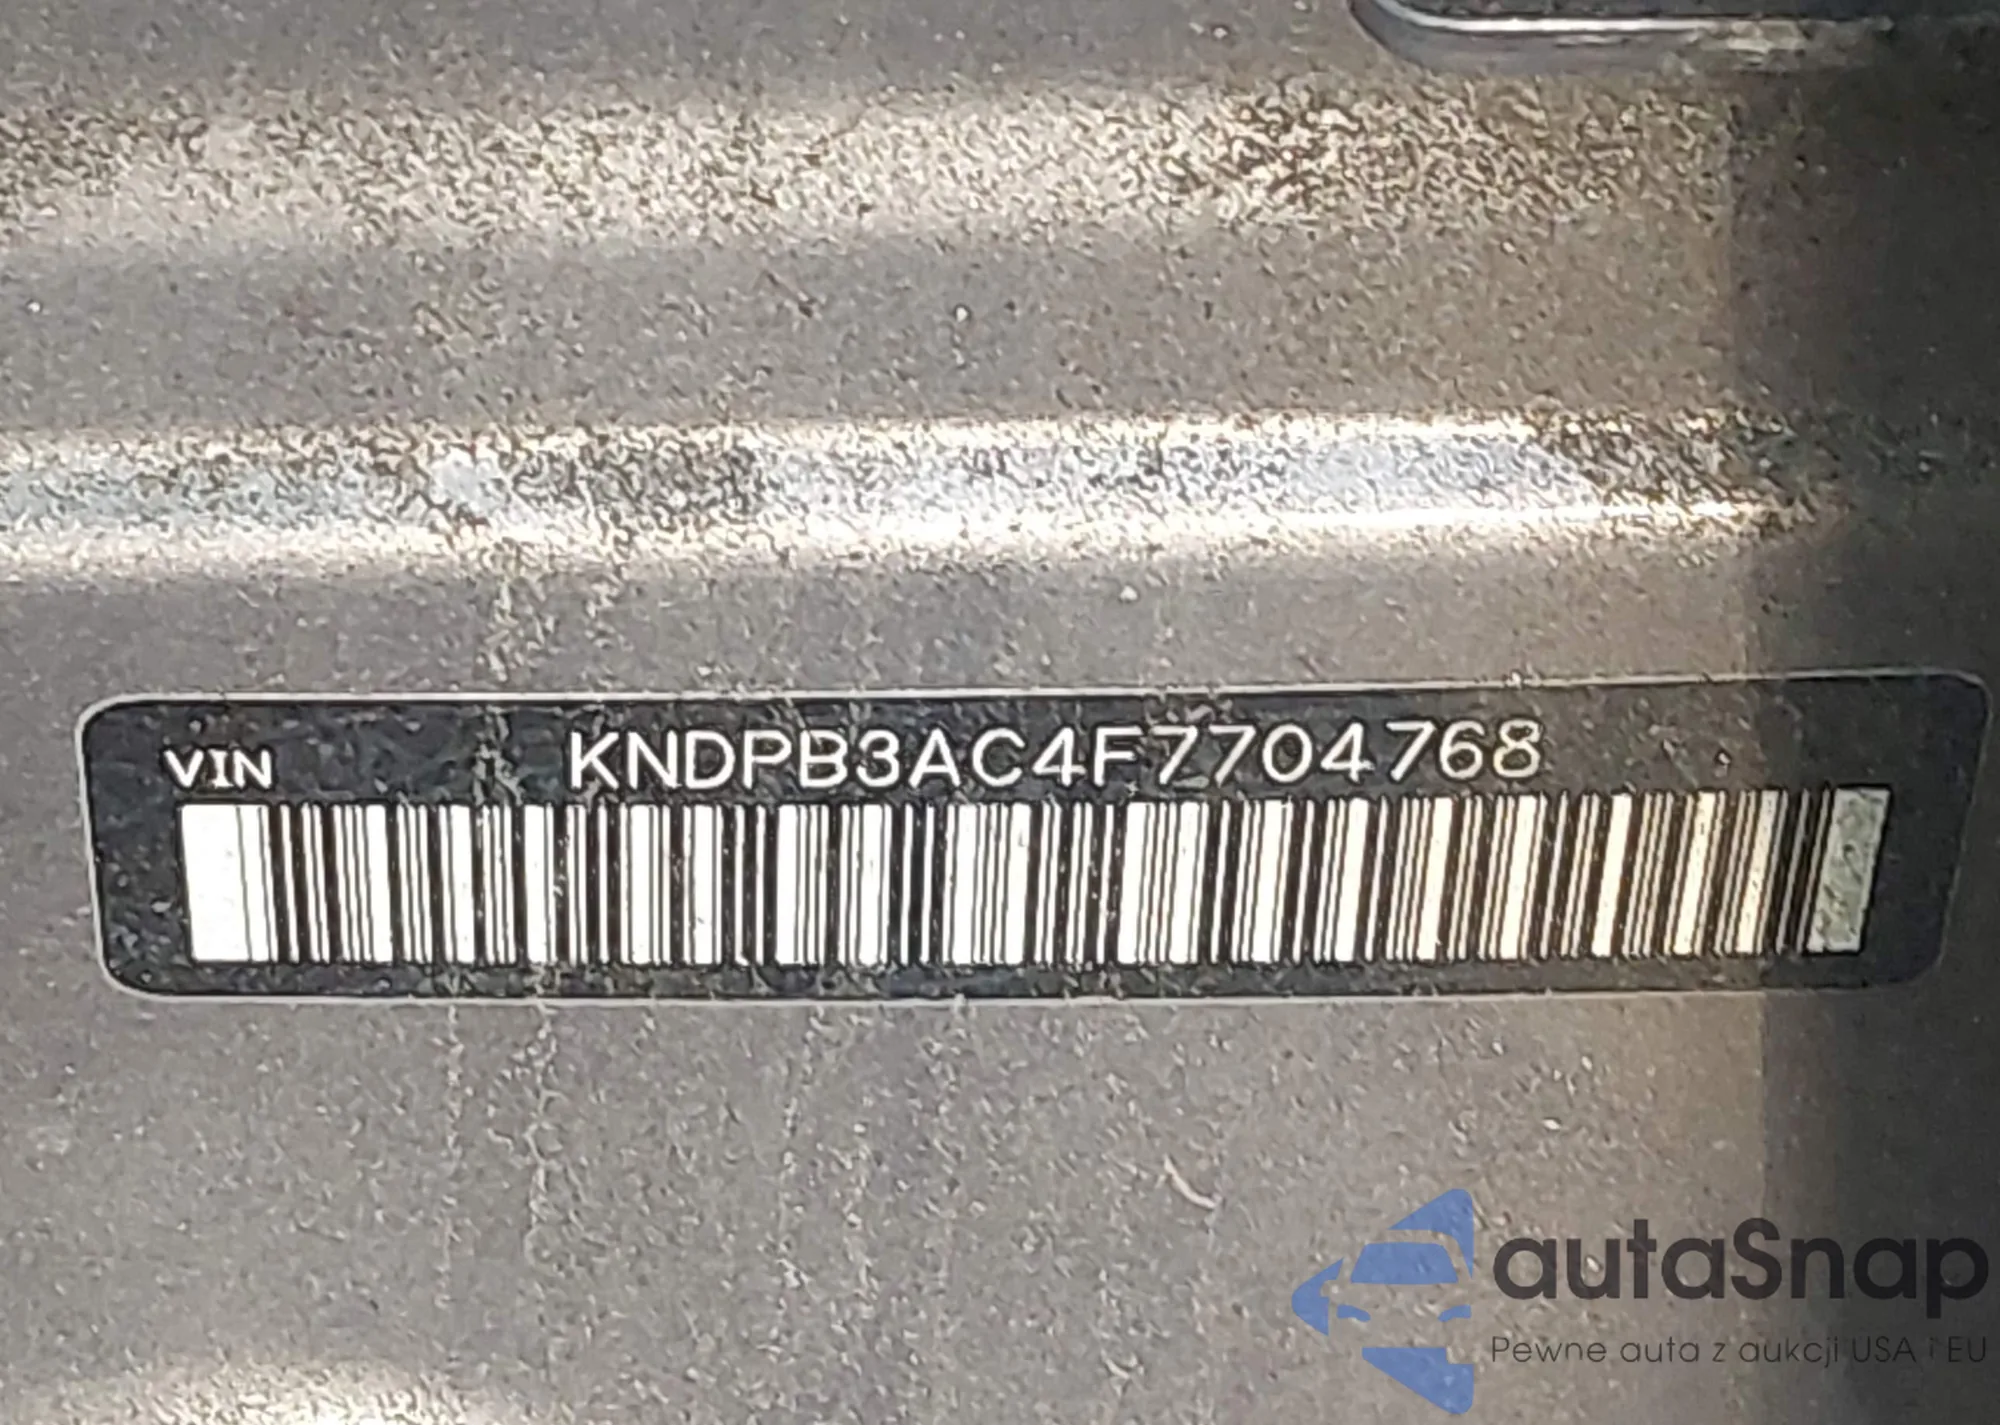 VIN KNDPB3AC4F7704768
autaSnap
Pewne auta z aukcji USA i EU